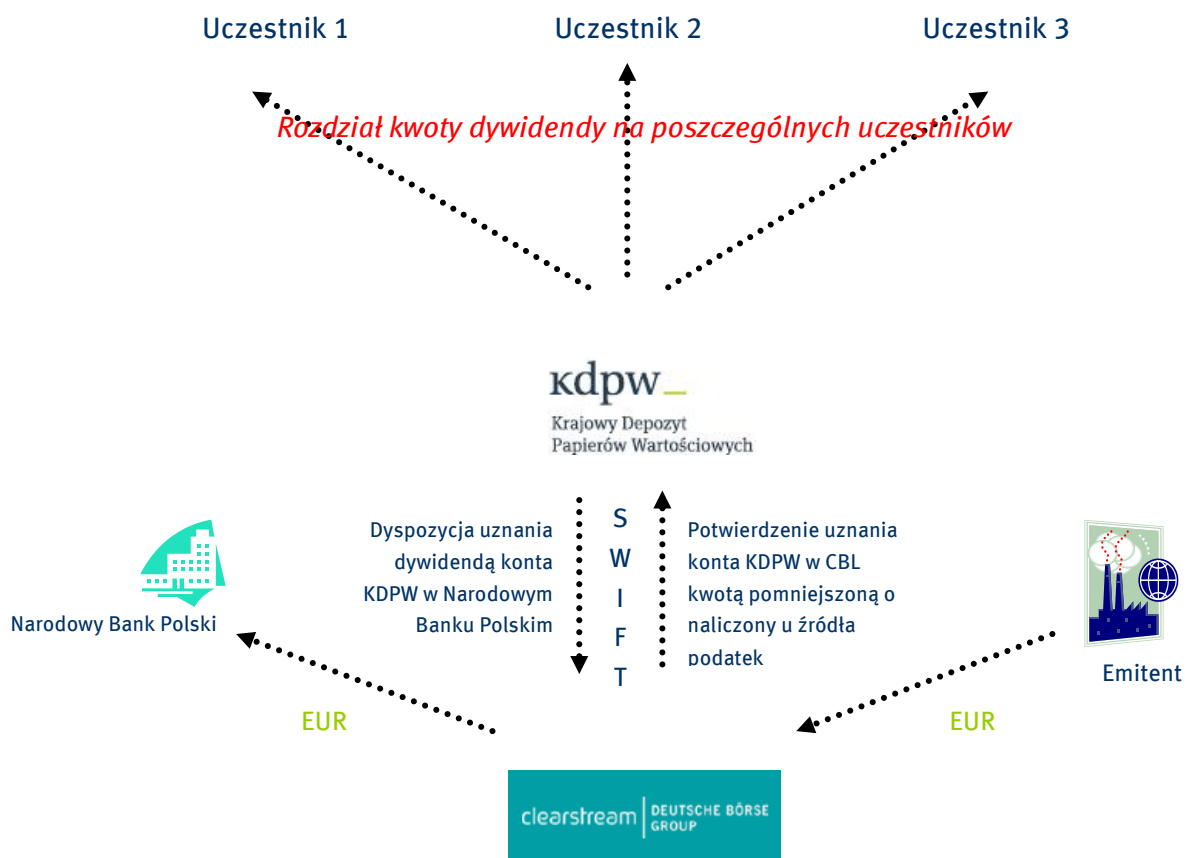 Uczestnik 1 Uczestnik 2 Uczestnik 3
Rozdział kwoty dywidendy na poszczególnych uczestników
kdpw_
Krajowy Depozyt
Papierów Wartościowych
Dyspozycja uznania
dywidendą konta
KDPW w Narodowym
Banku Polskim
S
W
I
F
T
Potwierdzenie uznania
konta KDPW w CBL
kwotą pomniejszoną o
naliczony u źródła
podatek
Narodowy Bank Polski
Emitent
EUR
EUR
clearstream
DEUTSCHE BÖRSE
GROUP